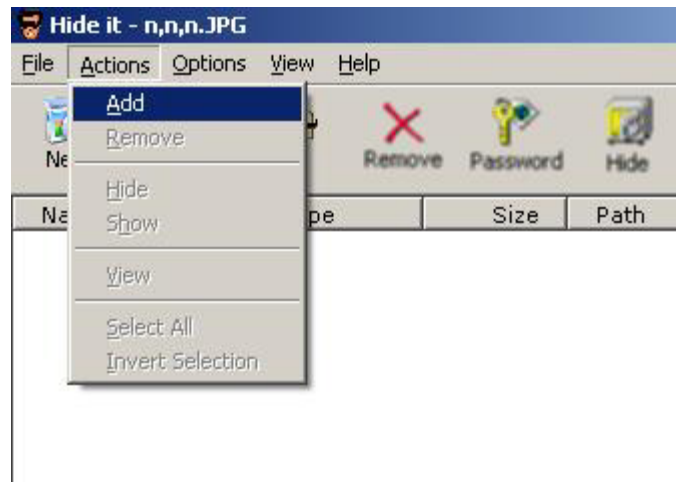 Hide it - n,n,n.JPG
File Actions Options View Help
Add
Remove
Hide
Show
View
Select All
Invert Selection
Remove Password Hide
Size Path